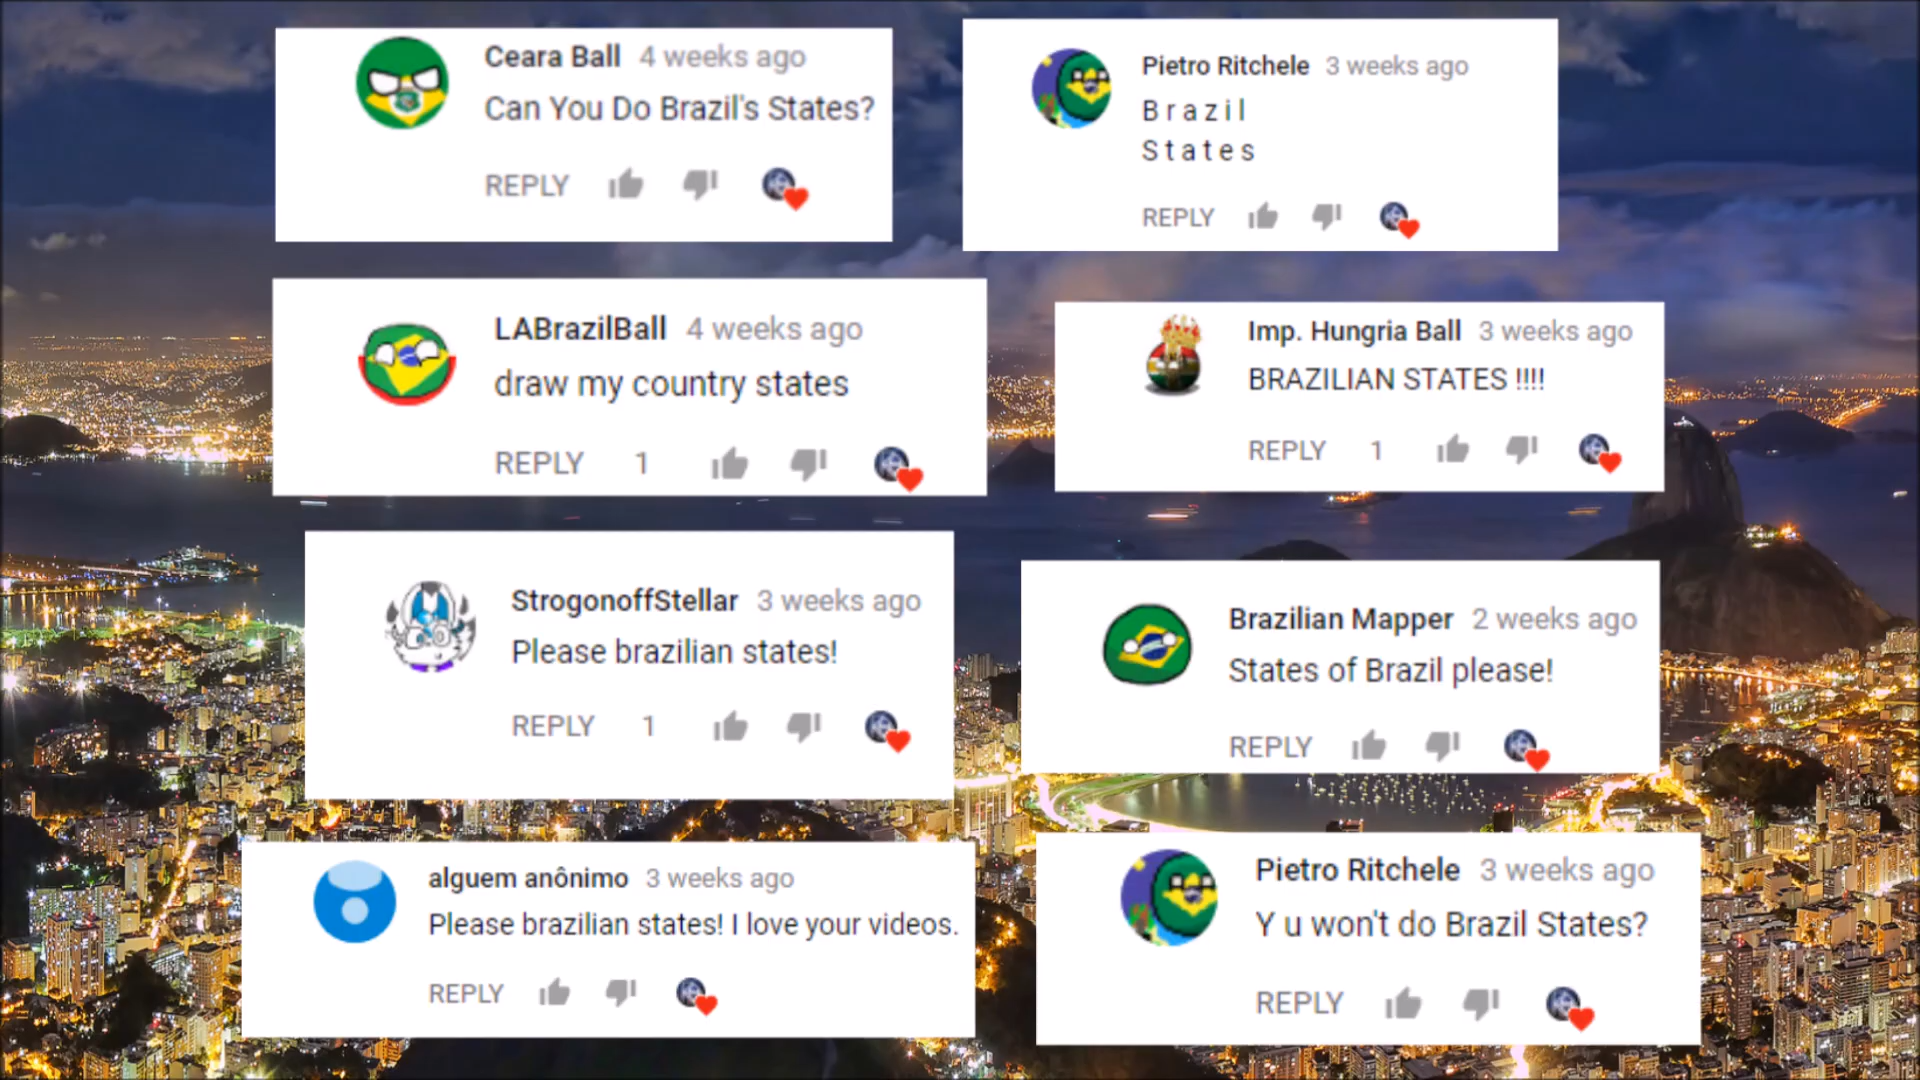 Ceara Ball 4 weeks ago
Can You Do Brazil's States?
REPLY
Pietro Ritchele 3 weeks ago
B r a z i l
S t a t e s
REPLY
LABrazilBall 4 weeks ago
draw my country states
REPLY 1
Imp. Hungria Ball 3 weeks ago
BRAZILIAN STATES !!!!
REPLY 1
StrogonoffStellar 3 weeks ago
Please brazilian states!
REPLY 1
Brazilian Mapper 2 weeks ago
States of Brazil please!
REPLY
alguem anônimo 3 weeks ago
Please brazilian states! I love your videos.
REPLY
Pietro Ritchele 3 weeks ago
Y u won't do Brazil States?
REPLY